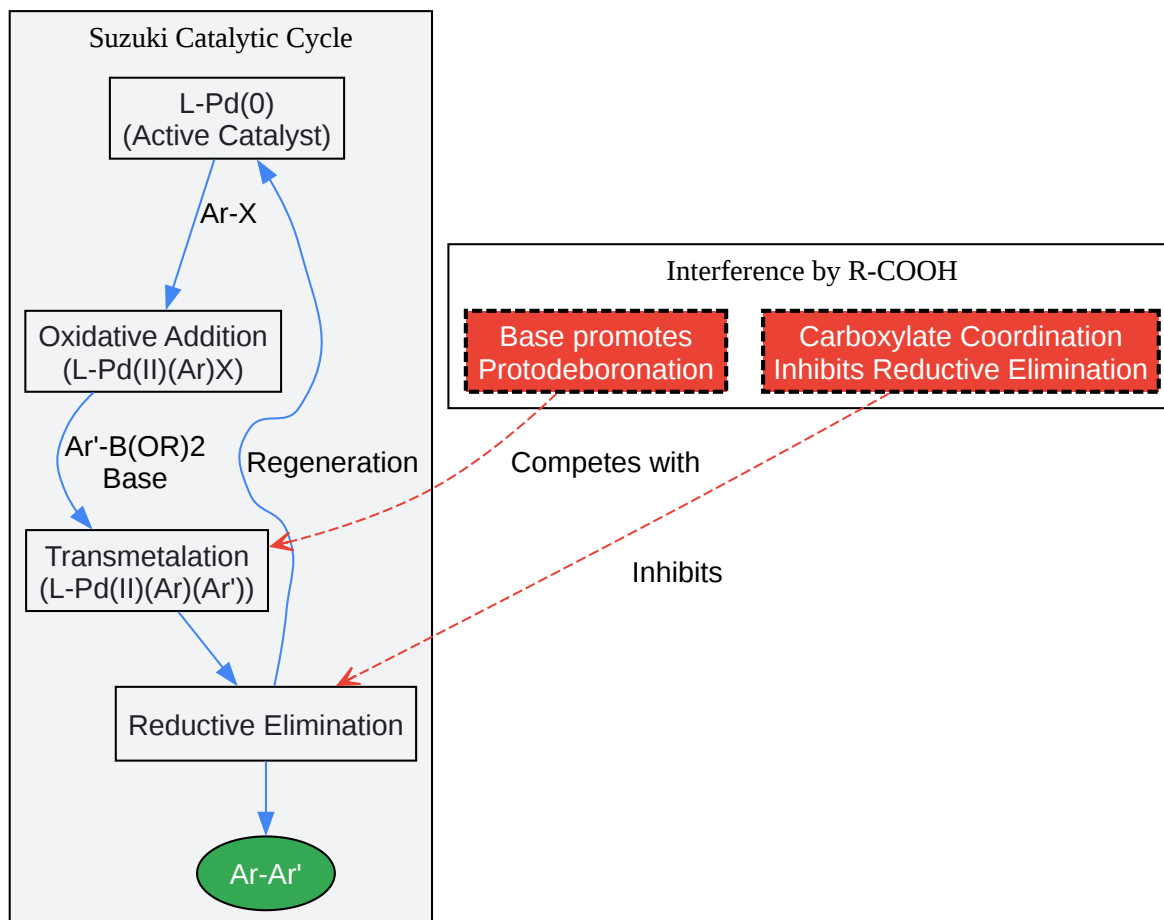 Suzuki Catalytic Cycle
L-Pd(0)
(Active Catalyst)
Ar-X
Oxidative Addition
(L-Pd(II)(Ar)X)
Ar'-B(OR)2
Base
Regeneration
Transmetalation
(L-Pd(II)(Ar)(Ar'))
Reductive Elimination
Ar-Ar'
Interference by R-COOH
Base promotes
Protodeboronation
Carboxylate Coordination
Inhibits Reductive Elimination
Competes with
Inhibits